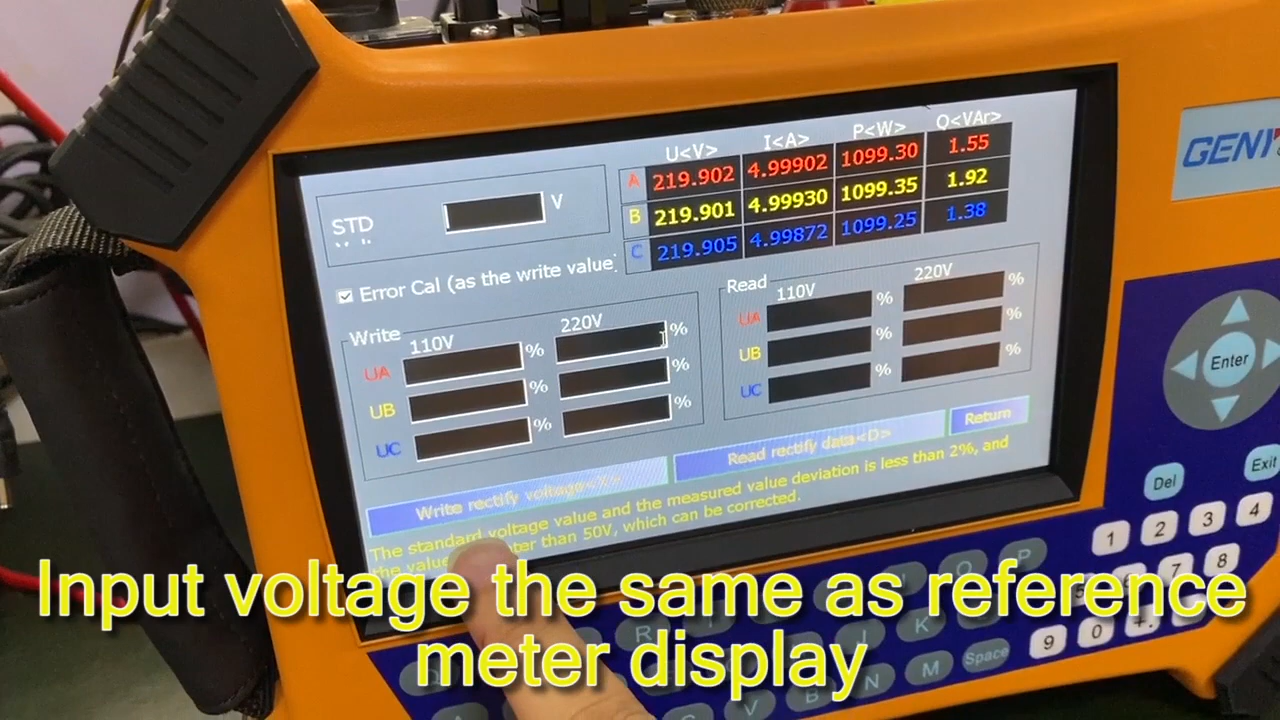 U<V> I<A> P<W> Q<VAr>
A 219.902 4.99902 1099.30 1.55
B 219.901 4.99930 1099.35 1.92
C 219.905 4.99872 1099.25 1.38
STD V
Error Cal (as the write value)
Write
110V 220V
UA % %
UB % %
UC % %
Read
110V 220V
UA % %
UB % %
UC % %
Write rectify voltage
Read rectify data<D>
Return
The standard voltage value and the measured value deviation is less than 2%, and
the value than 50V, which can be corrected.
GENI
Enter
Del
Exit
1 2 3 4
7 8
9 0
R P
J K
V B N M Space
Input voltage the same as reference
meter display